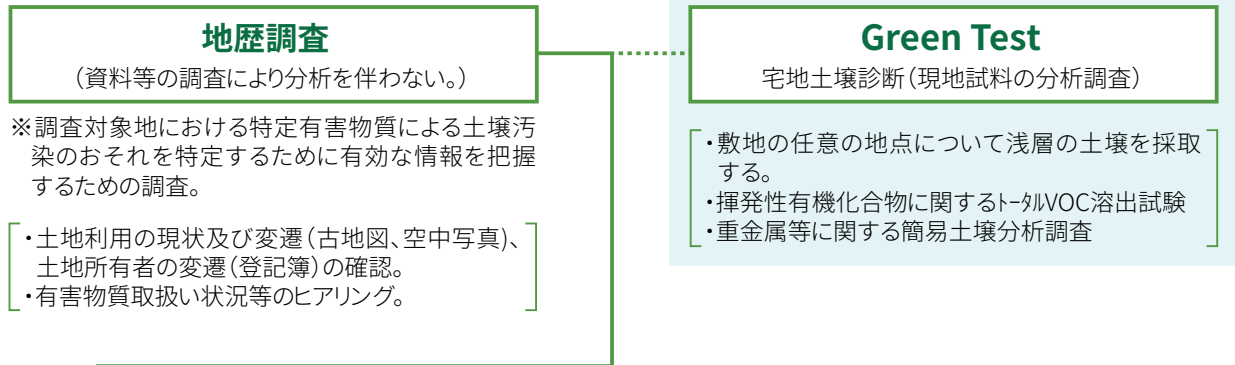 地歴調査
（資料等の調査により分析を伴わない。）
※調査対象地における特定有害物質による土壌汚
染のおそれを特定するために有効な情報を把握
するための調査。
・土地利用の現状及び変遷（古地図、空中写真）、
土地所有者の変遷（登記簿）の確認。
・有害物質取扱い状況等のヒアリング。
Green Test
宅地土壌診断（現地試料の分析調査）
・敷地の任意の地点について浅層の土壌を採取
する。
・揮発性有機化合物に関するﾄｰﾀﾙVOC溶出試験
・重金属等に関する簡易土壌分析調査